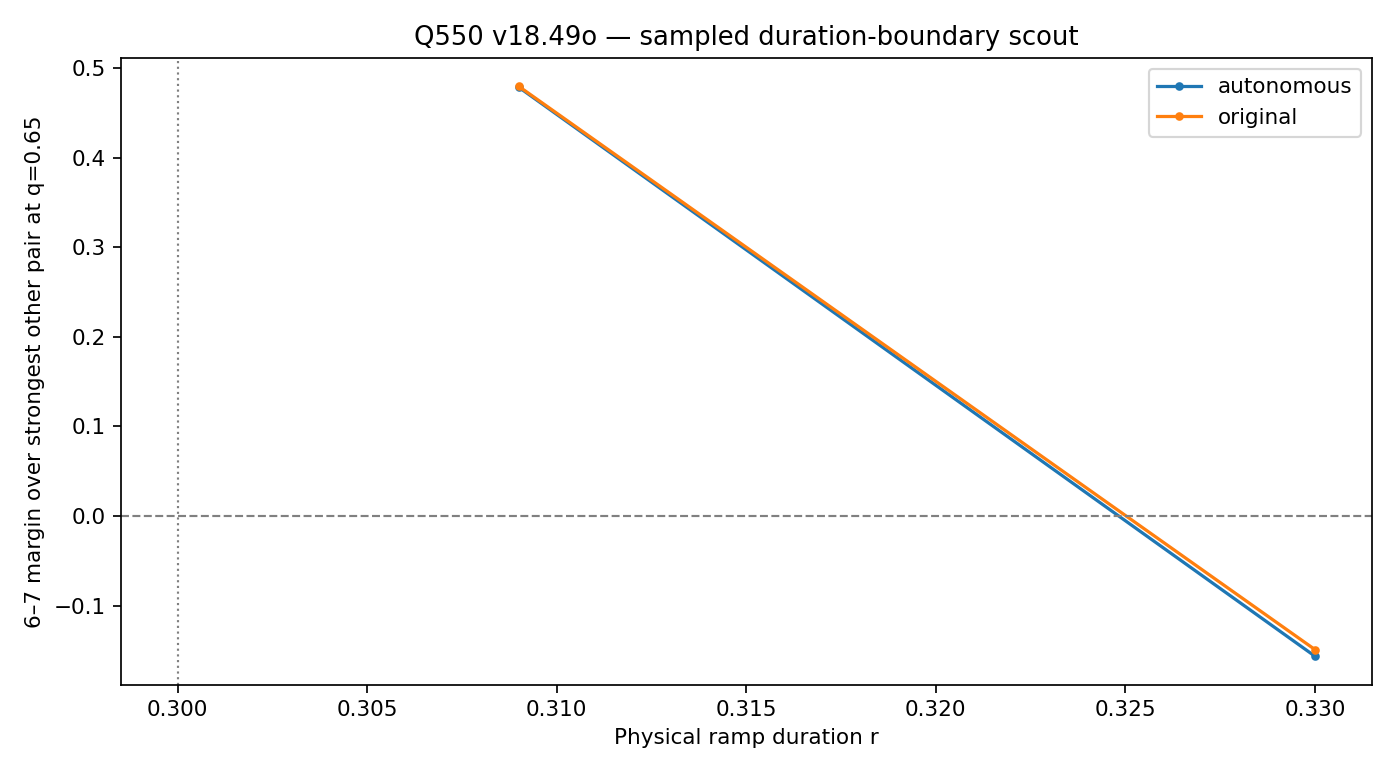 Q550 v18.49o — sampled duration-boundary scout
6–7 margin over strongest other pair at q=0.65
0.5
0.4
0.3
0.2
0.1
0.0
−0.1
autonomous
original
0.300
0.305
0.310
0.315
0.320
0.325
0.330
Physical ramp duration r